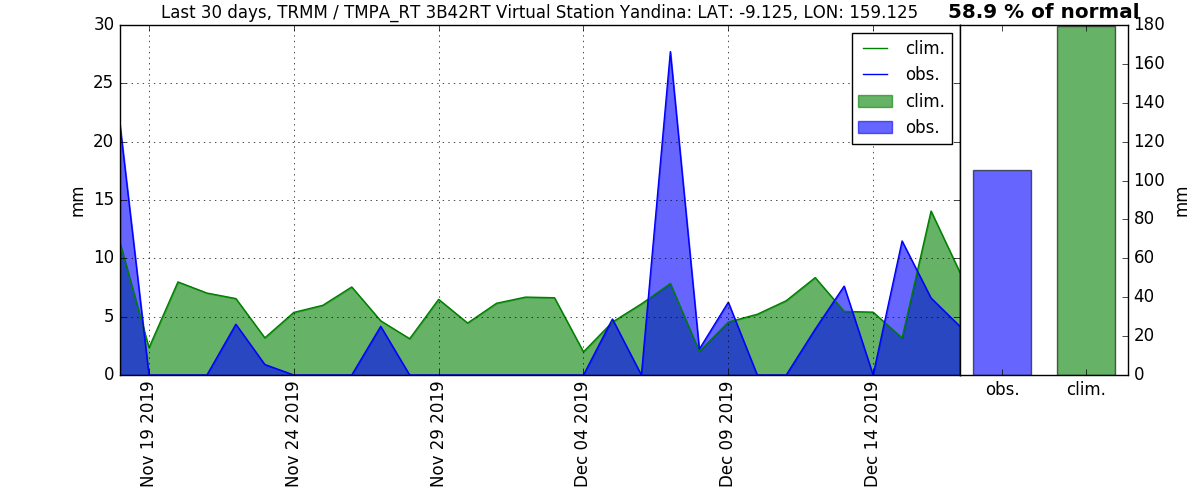 Last 30 days, TRMM / TMPA_RT 3B42RT Virtual Station Yandina: LAT: -9.125, LON: 159.125
58.9 % of normal
30
25
20
15
10
5
0
mm
clim.
obs.
clim.
obs.
Nov 19 2019
Nov 24 2019
Nov 29 2019
Dec 04 2019
Dec 09 2019
Dec 14 2019
180
160
140
120
100
80
60
40
20
0
mm
obs.
clim.